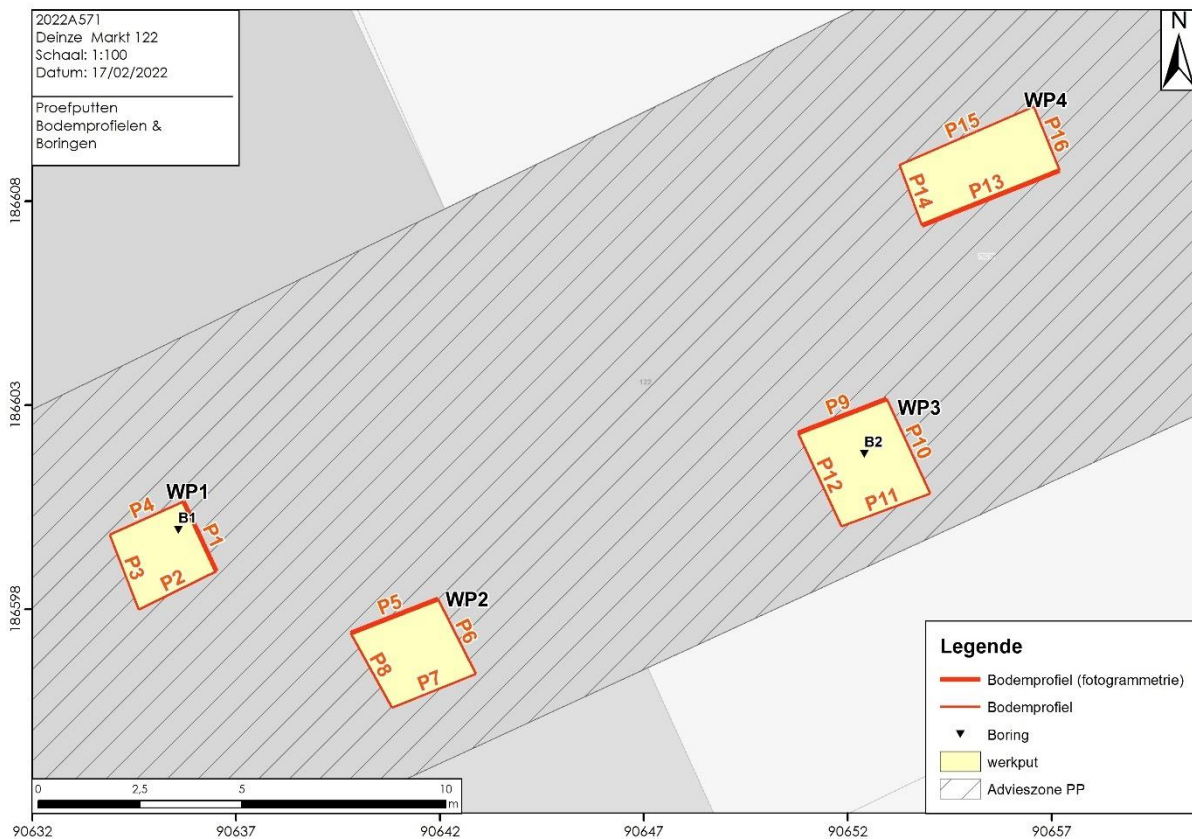 2022A571
Deinze Markt 122
Schaal: 1:100
Datum: 17/02/2022
Proefputten
Bodemprofielen &
Boringen
N
WP4
P15
P16
P14
P13
186608
122
186603
P9
WP3
P10
B2
P12
P11
WP1
P4
B1
P1
P3
P2
186598
P5
WP2
P6
P8
P7
Legende
Bodemprofiel (fotogrammetrie)
Bodemprofiel
Boring
werkput
Advieszone PP
0 2,5 5 10
m
90632 90637 90642 90647 90652 90657